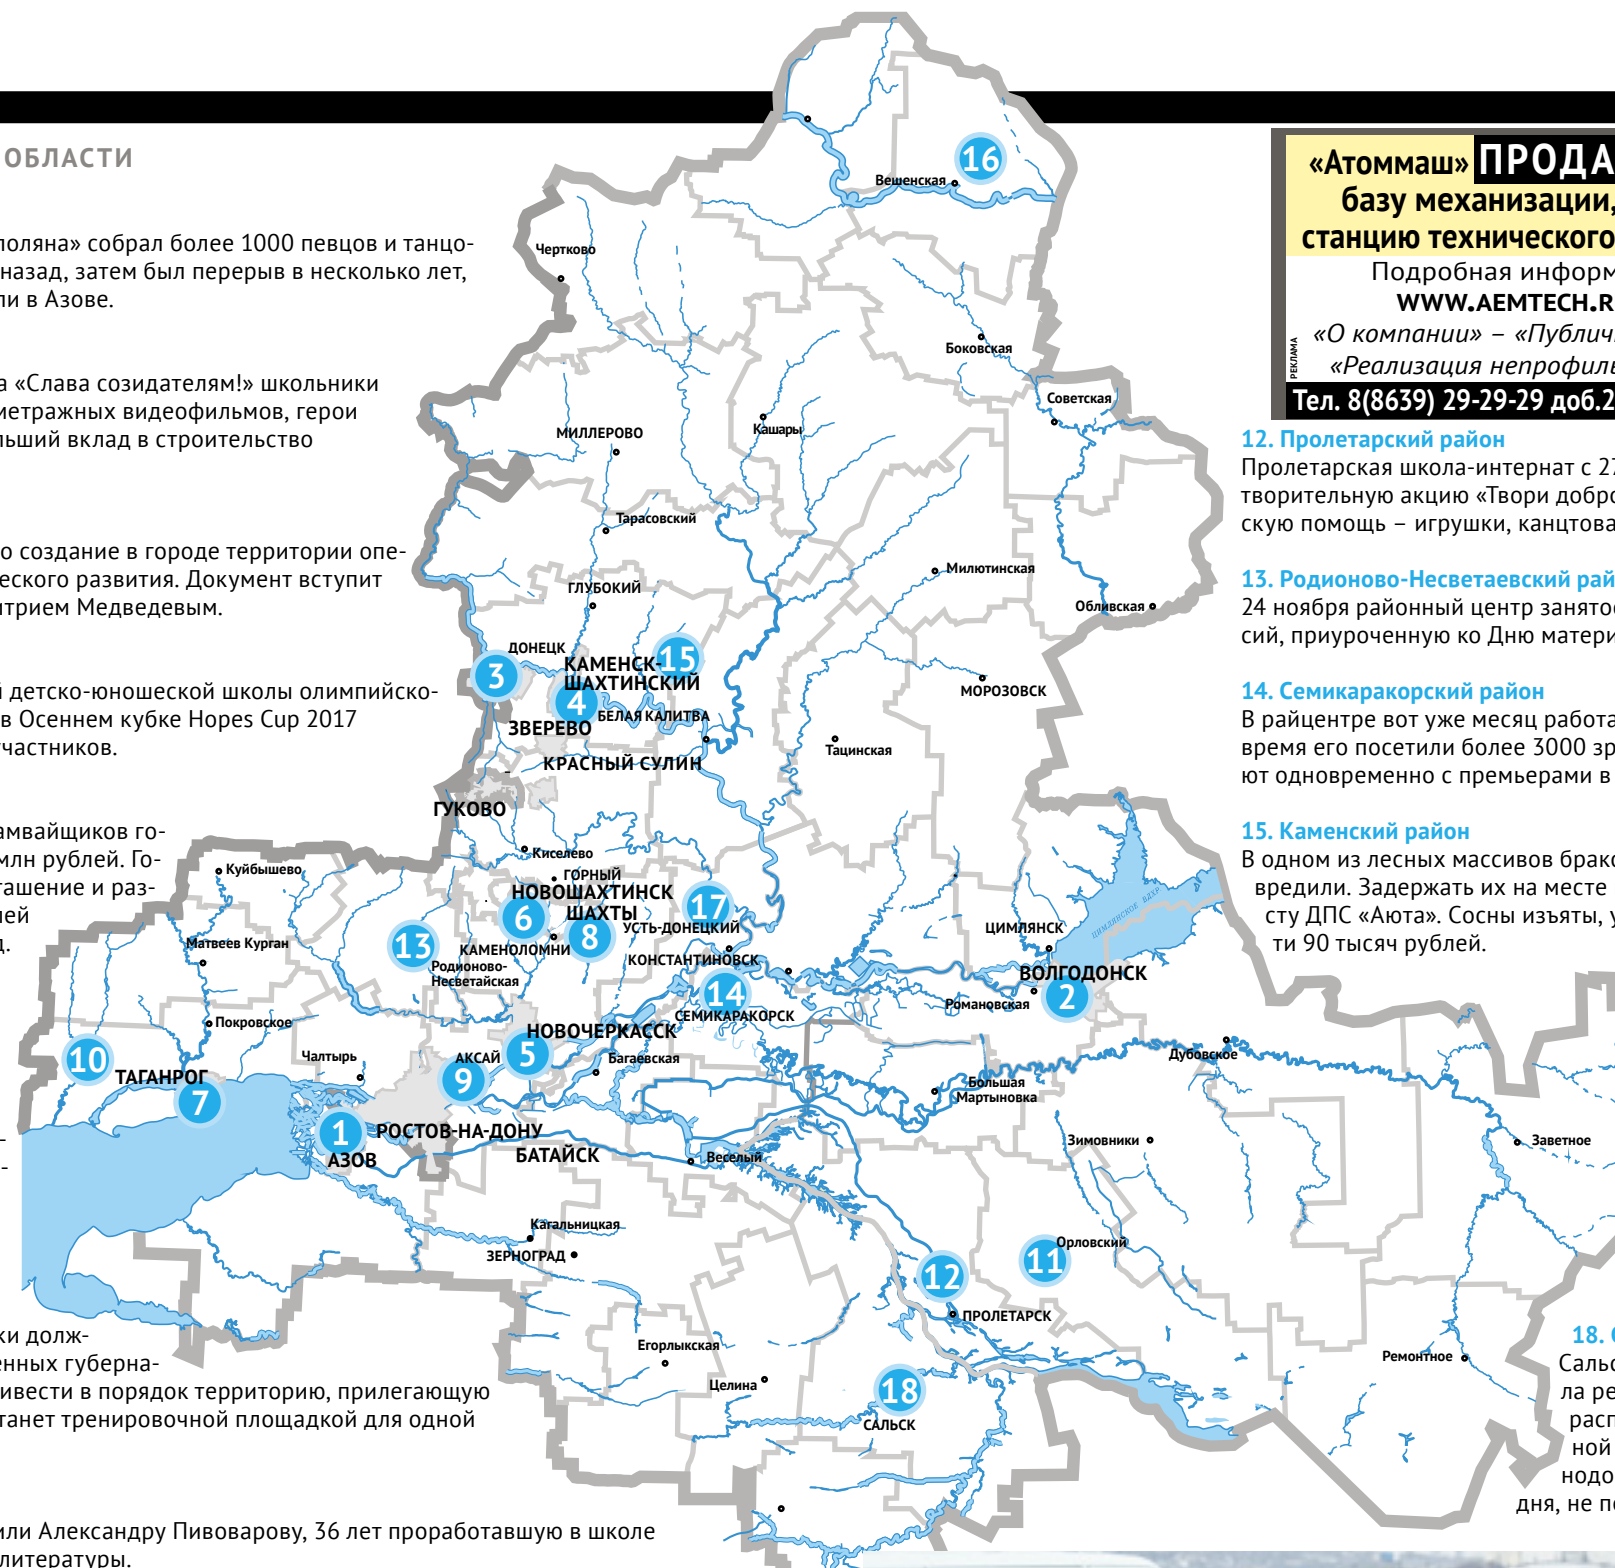 ОБЛАСТИ
поляна» собрал более 1000 певцов и танцо-
назад, затем был перерыв в несколько лет,
ли в Азове.
а «Слава созидателям!» школьники
метражных видеофильмов, герои
льший вклад в строительство
о создание в городе территории опе-
еского развития. Документ вступит
итрием Медведевым.
й детско-юношеской школы олимпийско-
в Осеннем кубке Hopes Cup 2017
участников.
амвайщиков го-
млн рублей. Го-
гашение и раз-
лей
д.
ки долж-
енных губерна-
ивести в порядок территорию, прилегающую
танет тренировочной площадкой для одной
или Александру Пивоварову, 36 лет проработавшую в школе
литературы.
16
Вешенская
Чертково
Боковская
Советская
Кашары
МИЛЛЕРОВО
Тарасовский
Милютинская
ГЛУБОКИЙ
Обливская
ДОНЕЦК
3
КАМЕНСК-
ШАХТИНСКИЙ
15
4
БЕЛАЯ КАЛИТВА
МОРОЗОВСК
ЗВЕРЕВО
Тацинская
КРАСНЫЙ СУЛИН
ГУКОВО
Киселево
Куйбышево
ГОРНЫЙ
НОВОШАХТИНСК
6
ШАХТЫ
8
17
УСТЬ-ДОНЕЦКИЙ
ЦИМЛЯНСКОЕ ВДХР.
ЦИМЛЯНСК
13
Матвеев Курган
КАМЕНОЛОМНИ
КОНСТАНТИНОВСК
Родионово-
Несветайская
ВОЛГОДОНСК
2
14
Романовская
СЕМИКАРАКОРСК
Покровское
НОВОЧЕРКАССК
5
Чалтырь
АКСАЙ
9
Багаевская
Дубовское
10
ТАГАНРОГ
7
Большая
Мартыновка
1
АЗОВ
РОСТОВ-НА-ДОНУ
БАТАЙСК
Веселый
Зимовники
Заветное
Кагальницкая
ЗЕРНОГРАД
Орловский
11
12
ПРОЛЕТАРСК
Егорлыкская
Целина
18
САЛЬСК
Ремонтное
«Атоммаш» ПРОДА
базу механизации,
станцию технического
Подробная информ
WWW.AEMTECH.R
«О компании» – «Публичн
«Реализация непрофиль
РЕКЛАМА
Тел. 8(8639) 29-29-29 доб.2
12. Пролетарский район
Пролетарская школа-интернат с 27
творительную акцию «Твори добро
скую помощь – игрушки, канцтова
13. Родионово-Несветаевский рай
24 ноября районный центр занятос
сий, приуроченную ко Дню матери
14. Семикаракорский район
В райцентре вот уже месяц работа
время его посетили более 3000 зр
ют одновременно с премьерами в
15. Каменский район
В одном из лесных массивов брако
вредили. Задержать их на месте
сту ДПС «Аюта». Сосны изъяты, у
ти 90 тысяч рублей.
18. С
Сальс
ла ре
расп
ной
нодо
дня, не по